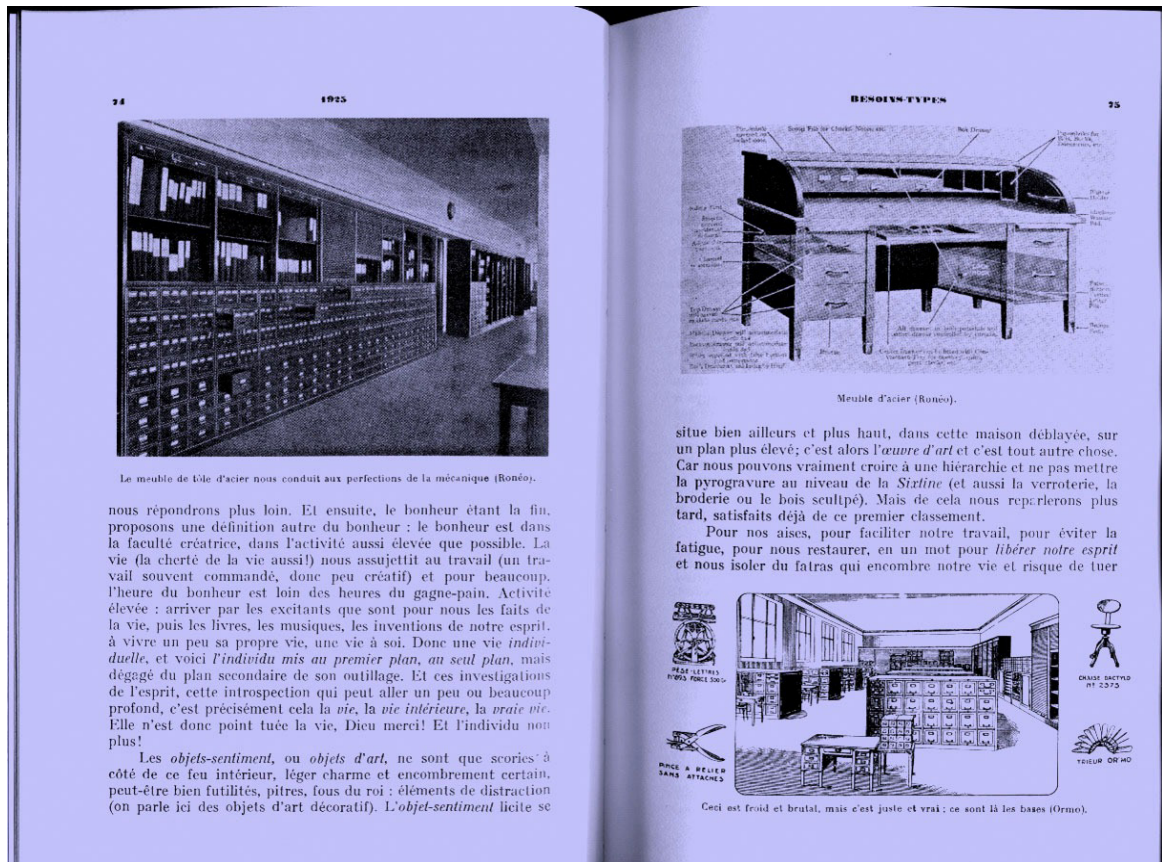 74
1925
Le meuble de tôle d'acier nous conduit aux perfections de la mécanique (Ronéo).
nous répondrons plus loin. Et ensuite, le bonheur étant la fin,
proposons une définition autre du bonheur : le bonheur est dans
la faculté créatrice, dans l'activité aussi élevée que possible. La
vie (la cherté de la vie aussi!) nous assujettit au travail (un tra-
vail souvent commandé, donc peu créatif) et pour beaucoup,
l'heure du bonheur est loin des heures du gagne-pain. Activité
élevée : arriver par les excitants que sont pour nous les faits de
la vie, puis les livres, les musiques, les inventions de notre esprit,
à vivre un peu sa propre vie, une vie à soi. Donc une vie indivi-
duelle, et voici l'individu mis au premier plan, au seul plan, mais
dégagé du plan secondaire de son outillage. Et ces investigations
de l'esprit, cette introspection qui peut aller un peu ou beaucoup
profond, c'est précisément cela la vie, la vie intérieure, la vraie vie.
Elle n'est donc point tuée la vie, Dieu merci! Et l'individu non
plus!
Les objets-sentiment, ou objets d'art, ne sont que scories à
côté de ce feu intérieur, léger charme et encombrement certain,
peut-être bien futilités, pitres, fous du roi : éléments de distraction
(on parle ici des objets d'art décoratif). L'objet-sentiment licite se
BESOINS-TYPES
75
Box Drawer
Meuble d'acier (Ronéo).
situe bien ailleurs et plus haut, dans cette maison déblayée, sur
un plan plus élevé; c'est alors l'œuvre d'art et c'est tout autre chose.
Car nous pouvons vraiment croire à une hiérarchie et ne pas mettre
la pyrogravure au niveau de la Sixtine (et aussi la verroterie, la
broderie ou le bois scultpé). Mais de cela nous reparlerons plus
tard, satisfaits déjà de ce premier classement.
Pour nos aises, pour faciliter notre travail, pour éviter la
fatigue, pour nous restaurer, en un mot pour libérer notre esprit
et nous isoler du fatras qui encombre notre vie et risque de tuer
PÈSE-LETTRES
PINCE A RELIER
SANS ATTACHES
CHAISE DACTYLO
Nº 2373
TRIEUR ORMO
Ceci est froid et brutal, mais c'est juste et vrai ; ce sont là les bases (Ormo).